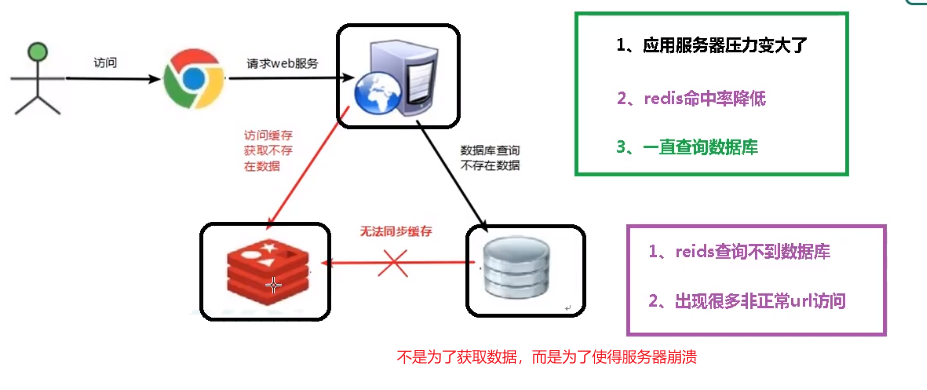 访问
请求web服务
访问缓存
获取不存
在数据
数据库查询
不存在数据
无法同步缓存
1、应用服务器压力变大了
2、redis命中率降低
3、一直查询数据库
1、reids查询不到数据库
2、出现很多非正常url访问
不是为了获取数据，而是为了使得服务器崩溃